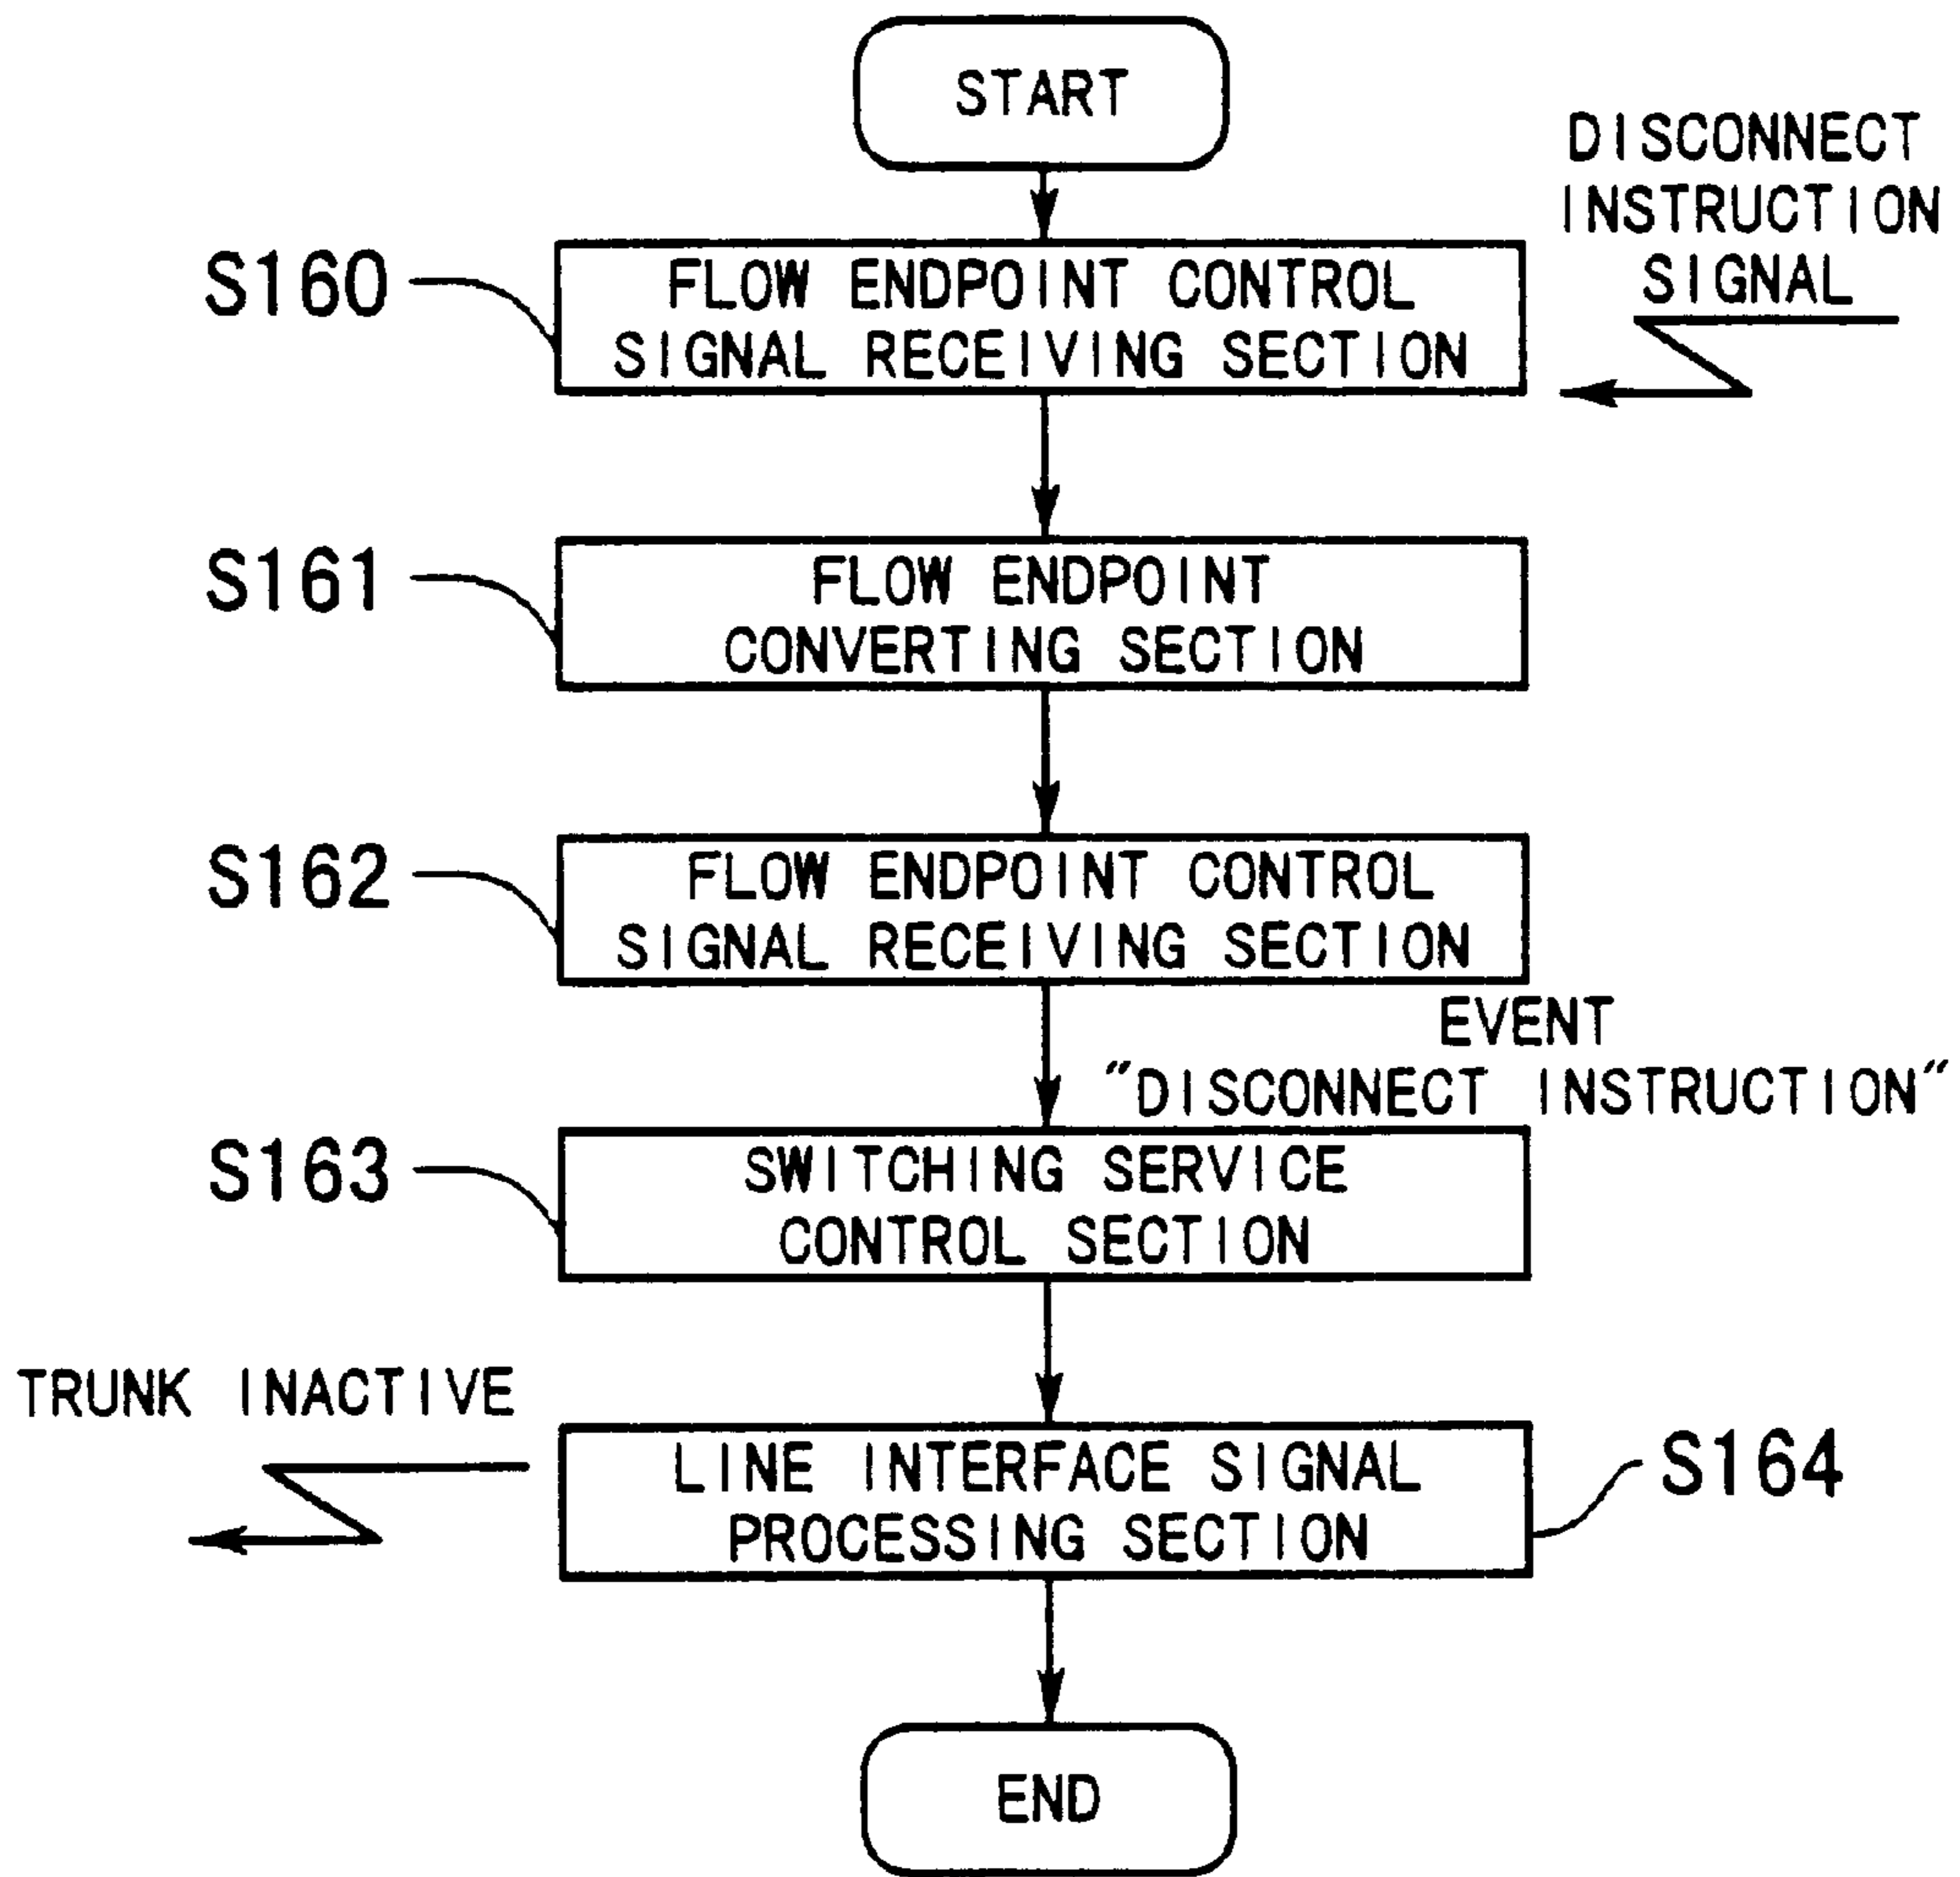 START
DISCONNECT
INSTRUCTION
SIGNAL
S160
FLOW ENDPOINT CONTROL
SIGNAL RECEIVING SECTION
S161
FLOW ENDPOINT
CONVERTING SECTION
S162
FLOW ENDPOINT CONTROL
SIGNAL RECEIVING SECTION
EVENT
"DISCONNECT INSTRUCTION"
S163
SWITCHING SERVICE
CONTROL SECTION
TRUNK INACTIVE
LINE INTERFACE SIGNAL
PROCESSING SECTION
S164
END